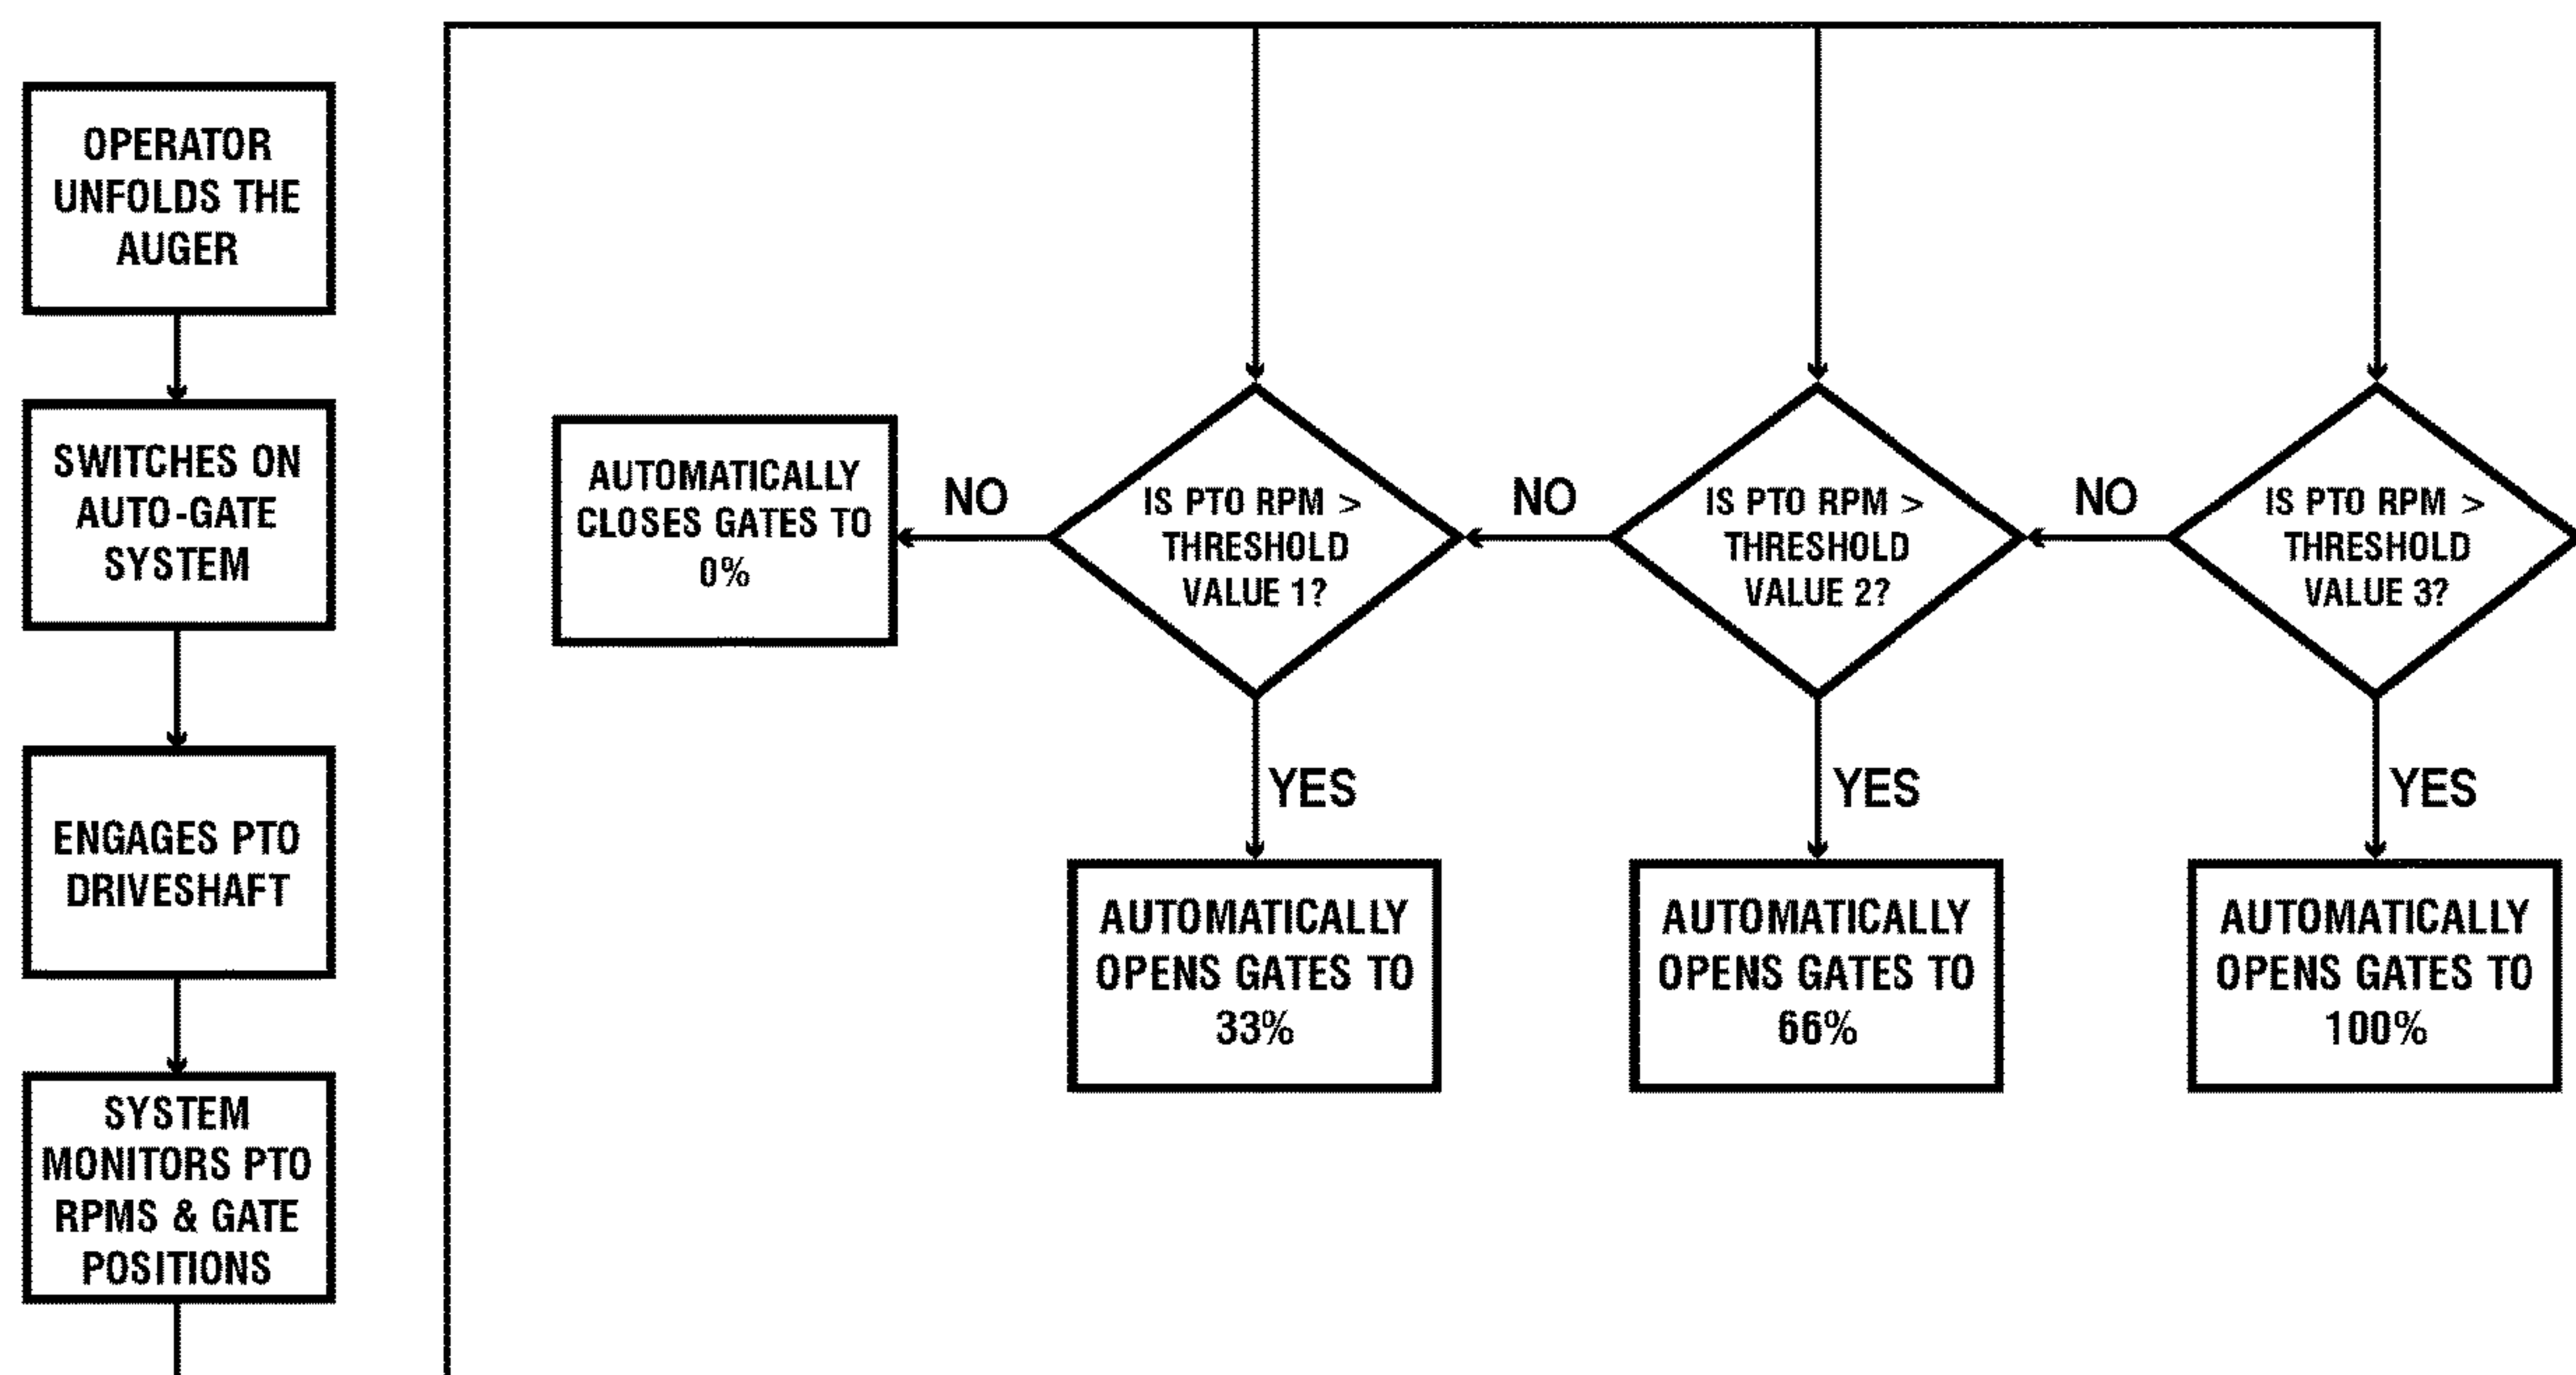 OPERATOR
UNFOLDS THE
AUGER
SWITCHES ON
AUTO-GATE
SYSTEM
ENGAGES PTO
DRIVESHAFT
SYSTEM
MONITORS PTO
RPMS & GATE
POSITIONS
AUTOMATICALLY
CLOSES GATES TO
0%
NO
IS PTO RPM >
THRESHOLD
VALUE 1?
YES
AUTOMATICALLY
OPENS GATES TO
33%
NO
IS PTO RPM >
THRESHOLD
VALUE 2?
YES
AUTOMATICALLY
OPENS GATES TO
66%
NO
IS PTO RPM >
THRESHOLD
VALUE 3?
YES
AUTOMATICALLY
OPENS GATES TO
100%